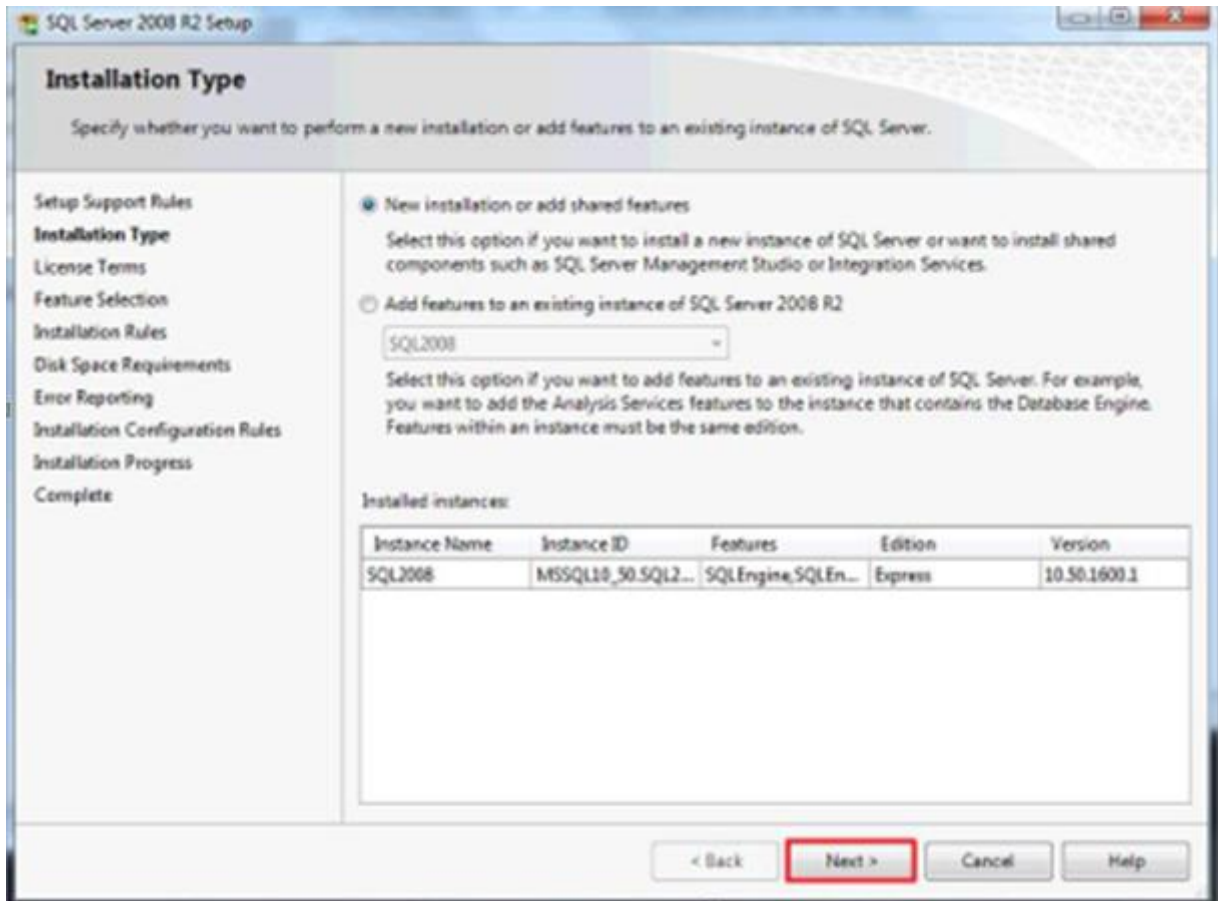 SQL Server 2008 R2 Setup
Installation Type
Specify whether you want to perform a new installation or add features to an existing instance of SQL Server.
Setup Support Rules
Installation Type
License Terms
Feature Selection
Installation Rules
Disk Space Requirements
Error Reporting
Installation Configuration Rules
Installation Progress
Complete
New installation or add shared features
Select this option if you want to install a new instance of SQL Server or want to install shared
components such as SQL Server Management Studio or Integration Services.
Add features to an existing instance of SQL Server 2008 R2
SQL2008
Select this option if you want to add features to an existing instance of SQL Server. For example,
you want to add the Analysis Services features to the instance that contains the Database Engine.
Features within an instance must be the same edition.
Installed instances:
Instance Name Instance ID Features Edition Version
SQL2008 MSSQL10_50.SQL2... SQLEngine,SQLEn... Express 10.50.1600.1
< Back Next > Cancel Help